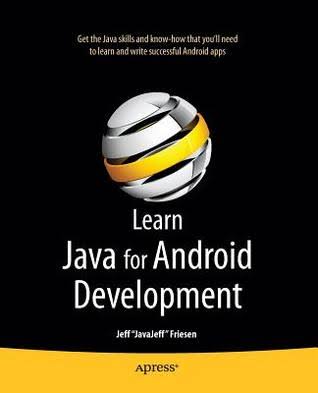 Get the Java skills and know-how that you'll need
to learn and write successful Android apps
Learn
Java for Android
Development
Jeff "JavaJeff" Friesen
Apress®